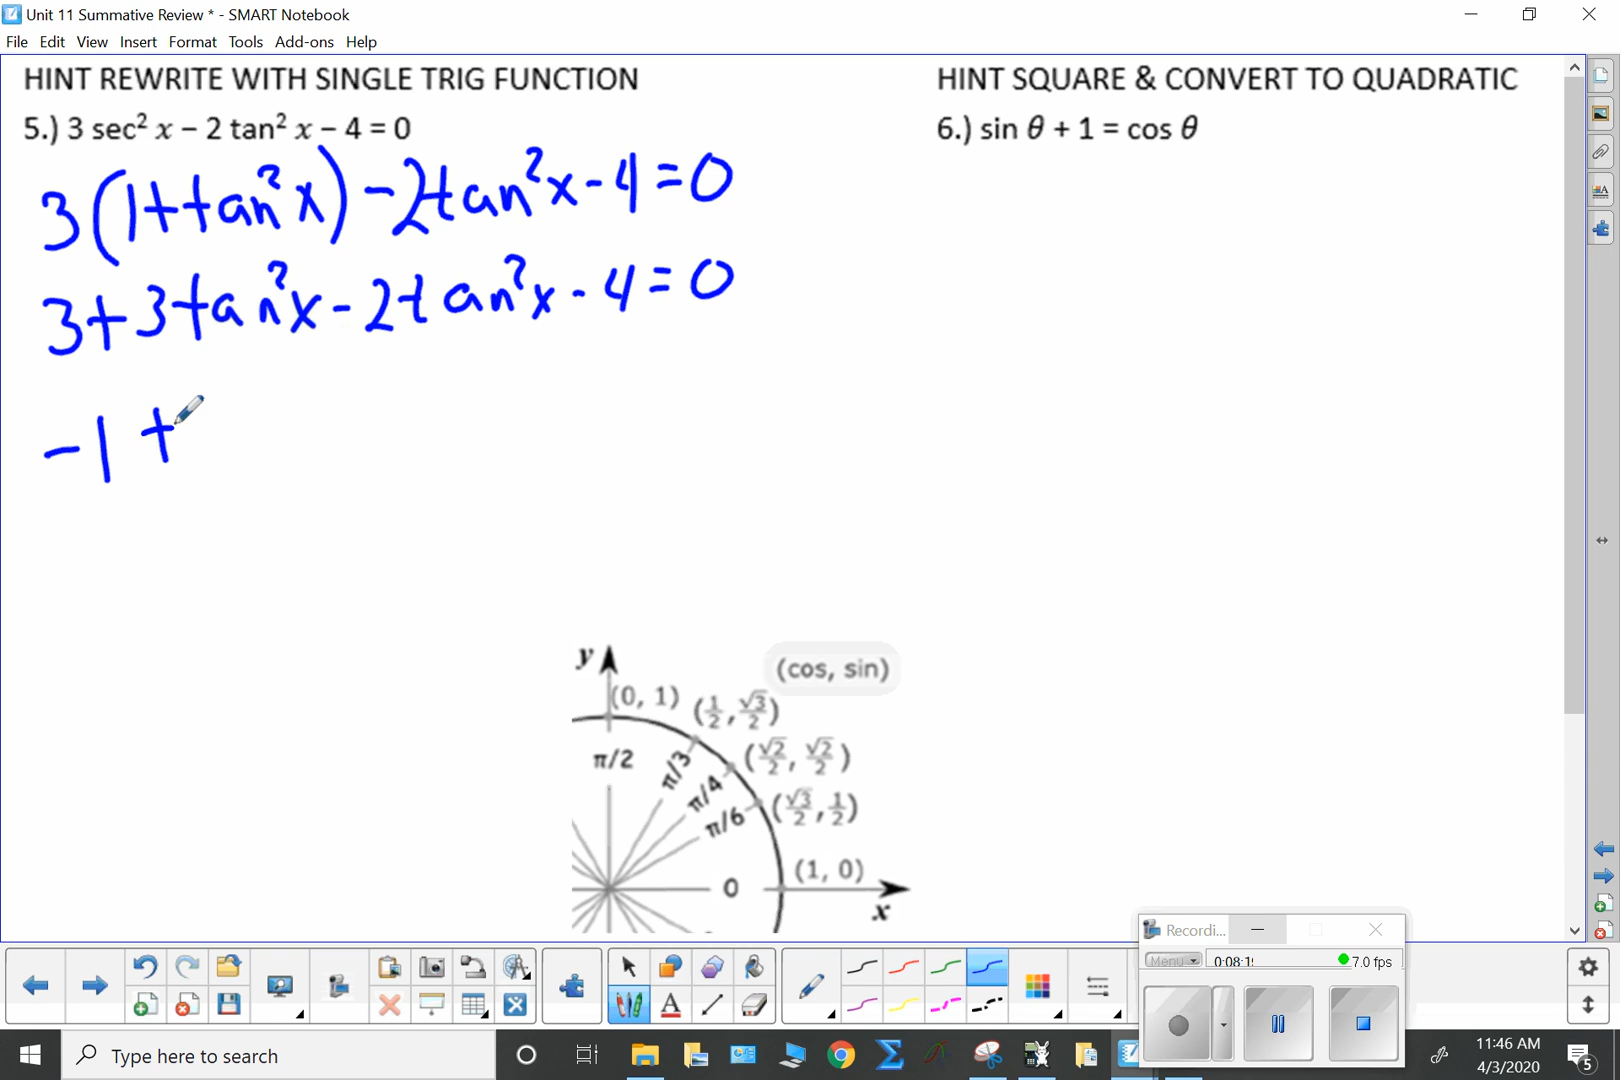 Unit 11 Summative Review * - SMART Notebook
File Edit View Insert Format Tools Add-ons Help
HINT REWRITE WITH SINGLE TRIG FUNCTION
5.) 3 sec² x − 2 tan² x − 4 = 0
3(1+tan²x)-2tan²x-4=0
3+3tan²x-2tan²x-4=0
-1 +
HINT SQUARE & CONVERT TO QUADRATIC
6.) sin θ + 1 = cos θ
y
(cos, sin)
(0, 1)
(1/2, √3/2)
π/2
π/3
(√2/2, √2/2)
π/4
(√3/2, 1/2)
π/6
(1, 0)
0
x
Recordi...
Menu
0:08:1
7.0 fps
A
Type here to search
11:46 AM
4/3/2020
5